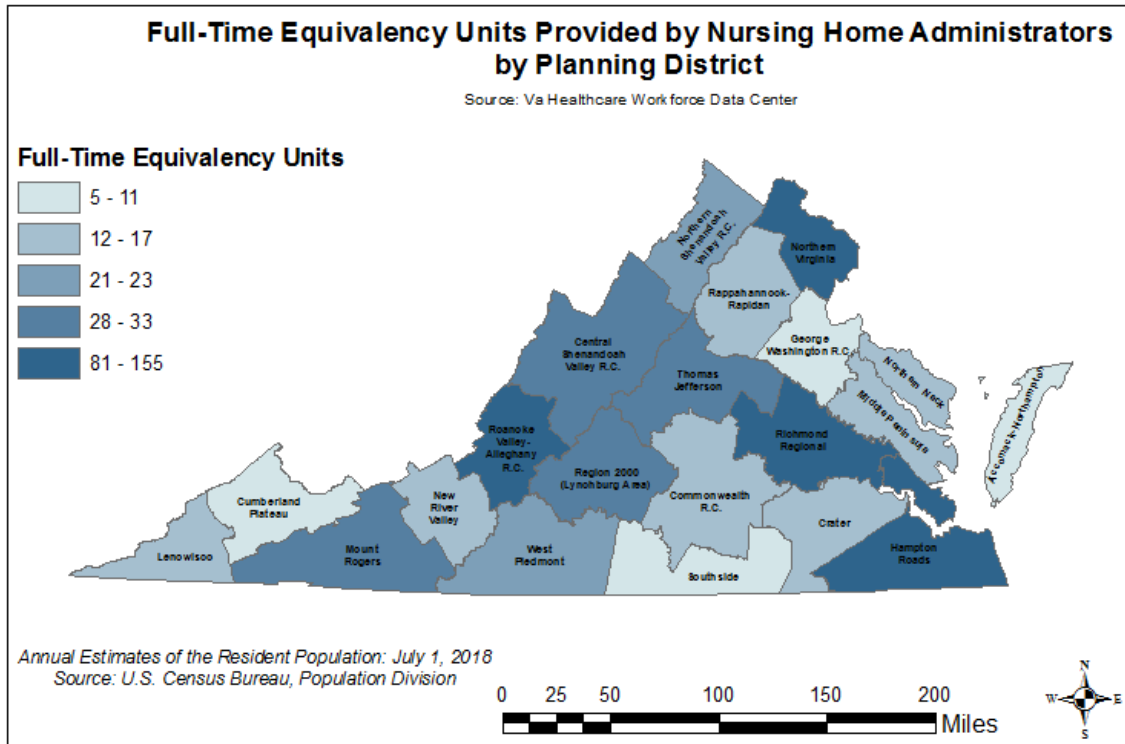 Full-Time Equivalency Units Provided by Nursing Home Administrators
by Planning District
Source: Va Healthcare Workforce Data Center
Full-Time Equivalency Units
5 - 11
12 - 17
21 - 23
28 - 33
81 - 155
Northern
Shenandoah
Valley R.C.
Northern
Virginia
Rappahannock-
Rapidan
George
Washington R.C.
Northern Neck
Middle Peninsula
Accomack-Northampton
Central
Shenandoah
Valley R.C.
Thomas
Jefferson
Richmond
Regional
Roanoke
Valley-
Alleghany
R.C.
Region 2000
(Lynchburg Area)
Commonwealth
R.C.
Crater
Hampton
Roads
Cumberland
Plateau
New
River
Valley
Lenowisco
Mount
Rogers
West
Piedmont
Southside
Annual Estimates of the Resident Population: July 1, 2018
Source: U.S. Census Bureau, Population Division
0 25 50 100 150 200
Miles
N
W E
S